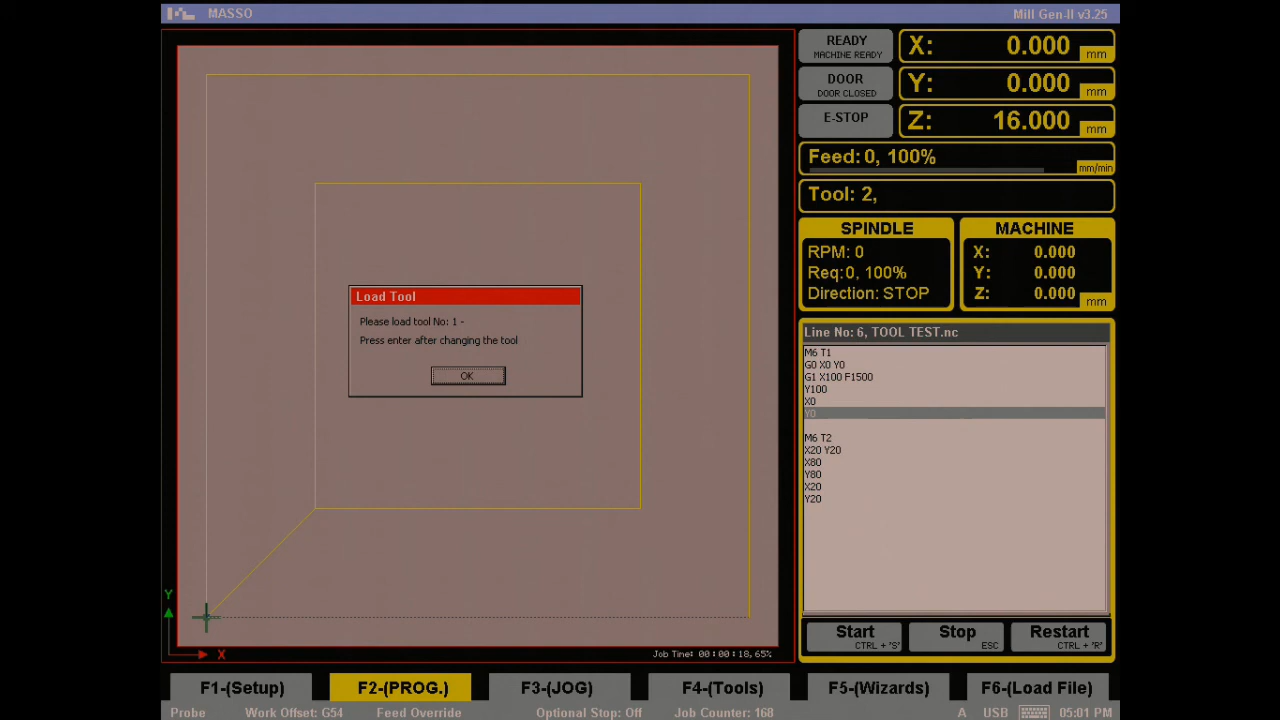 MASSO
Mill Gen-II v3.25
READY
MACHINE READY
X: 0.000 mm
DOOR
DOOR CLOSED
Y: 0.000 mm
E-STOP
Z: 16.000 mm
Feed: 0, 100%
mm/min
Tool: 2,
SPINDLE
RPM: 0
Req:0, 100%
Direction: STOP
MACHINE
X: 0.000
Y: 0.000
Z: 0.000
mm
Load Tool
Please load tool No: 1 -
Press enter after changing the tool
OK
Line No: 6, TOOL TEST.nc
M6 T1
G0 X0 Y0
G1 X100 F1500
Y100
X0
Y0
M6 T2
X20 Y20
X80
Y80
X20
Y20
Y
X
Job Time: 00:00:18,65%
Start
CTRL + 'S'
Stop
ESC
Restart
CTRL + 'R'
F1-(Setup)
F2-(PROG.)
F3-(JOG)
F4-(Tools)
F5-(Wizards)
F6-(Load File)
Probe
Work Offset: G54
Feed Override
Optional Stop: Off
Job Counter: 168
A
USB
05:01 PM